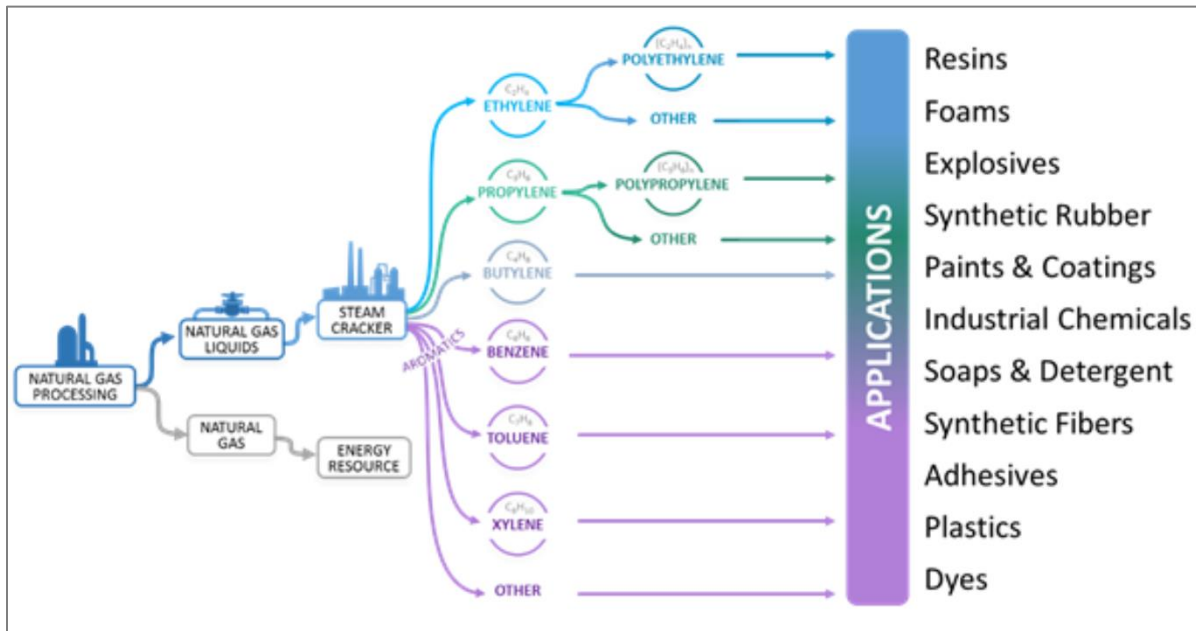 NATURAL GAS
PROCESSING
NATURAL GAS
LIQUIDS
NATURAL
GAS
ENERGY
RESOURCE
STEAM
CRACKER
AROMATICS
C₂H₄
ETHYLENE
(C₂H₄)ₙ
POLYETHYLENE
OTHER
C₃H₆
PROPYLENE
(C₃H₆)ₙ
POLYPROPYLENE
OTHER
C₄H₈
BUTYLENE
C₆H₆
BENZENE
C₇H₈
TOLUENE
C₈H₁₀
XYLENE
OTHER
APPLICATIONS
Resins
Foams
Explosives
Synthetic Rubber
Paints & Coatings
Industrial Chemicals
Soaps & Detergent
Synthetic Fibers
Adhesives
Plastics
Dyes